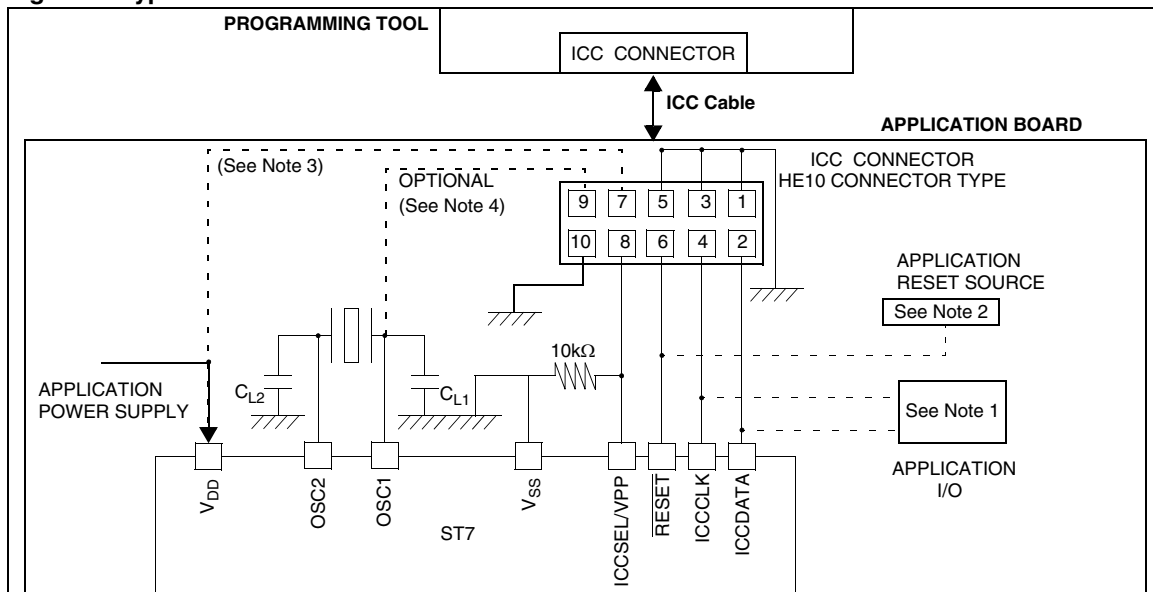 PROGRAMMING TOOL
ICC CONNECTOR
ICC Cable
APPLICATION BOARD
(See Note 3)
OPTIONAL
(See Note 4)
ICC CONNECTOR
HE10 CONNECTOR TYPE
9 7 5 3 1
10 8 6 4 2
APPLICATION
RESET SOURCE
See Note 2
10kΩ
APPLICATION
POWER SUPPLY
CL2
CL1
See Note 1
APPLICATION
I/O
VDD
OSC2
OSC1
VSS
ICCSEL/VPP
RESET
ICCCLK
ICCDATA
ST7